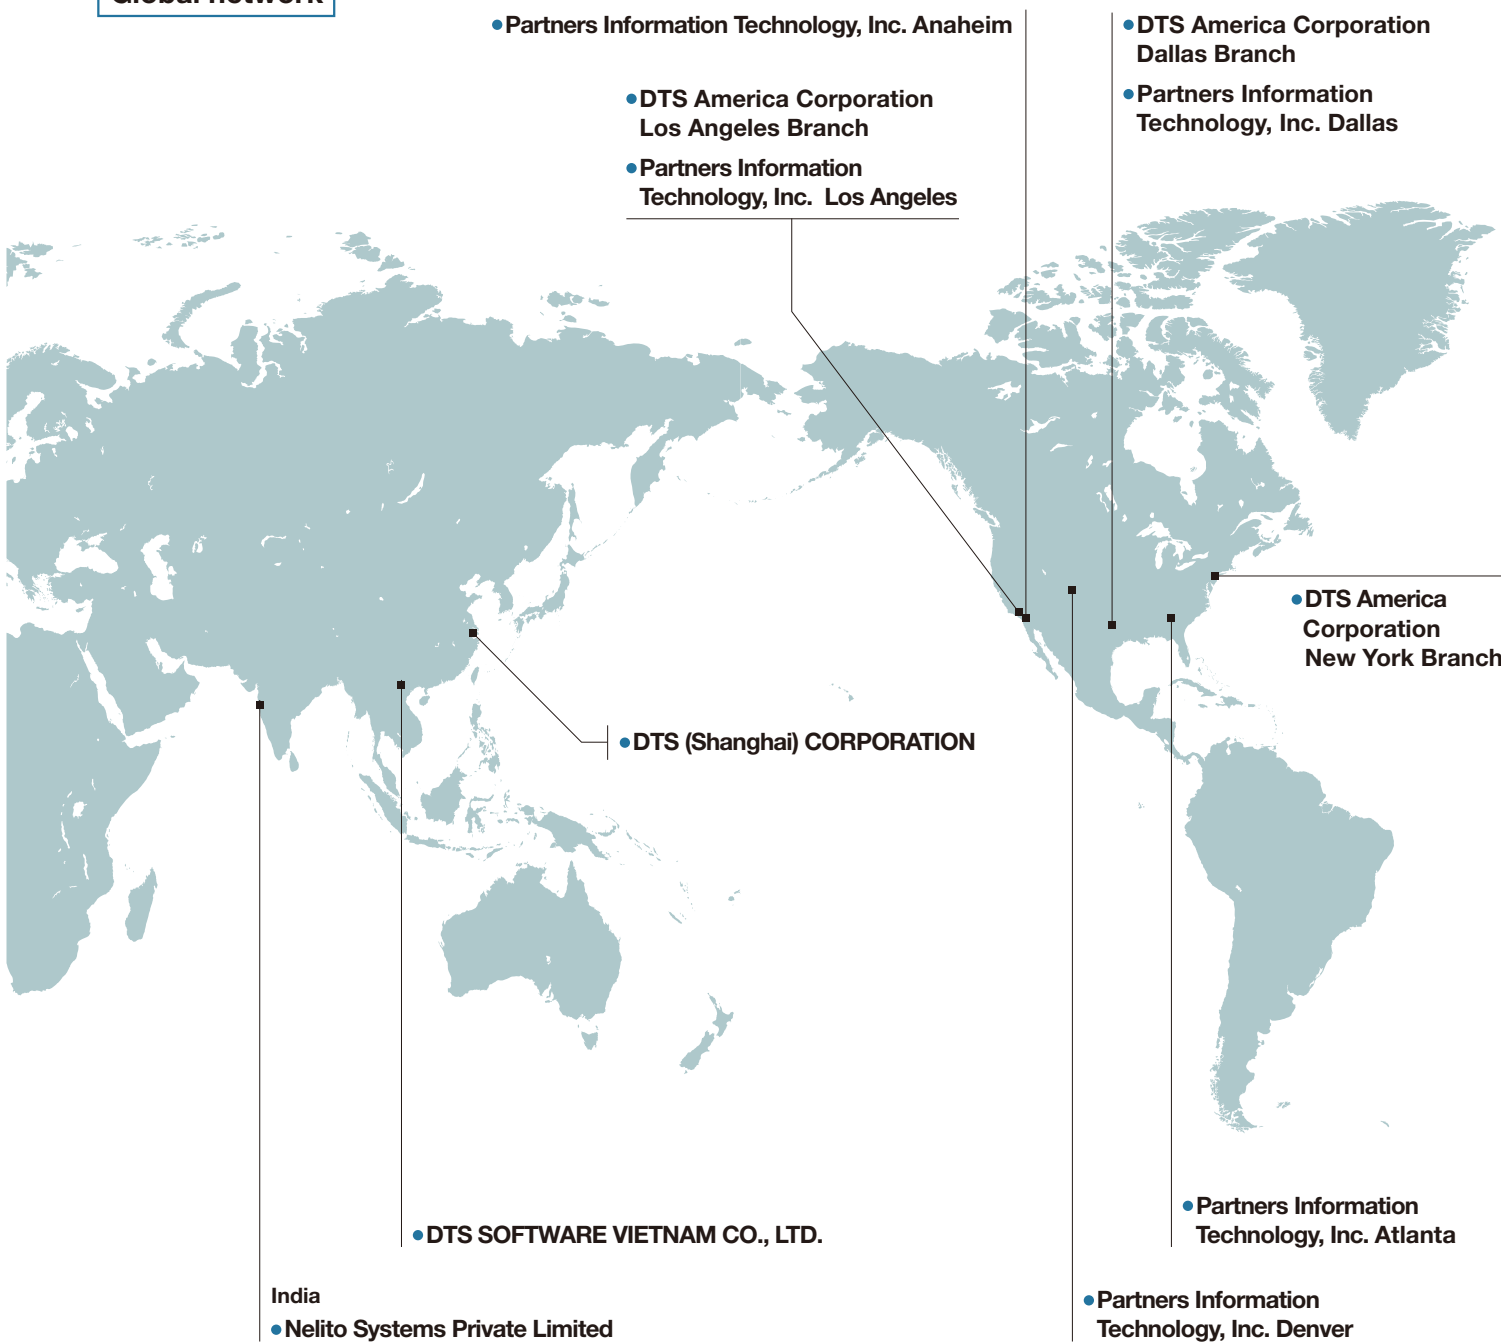 Global network
Partners Information Technology, Inc. Anaheim
DTS America Corporation
Dallas Branch
Partners Information
Technology, Inc. Dallas
DTS America Corporation
Los Angeles Branch
Partners Information
Technology, Inc. Los Angeles
DTS America
Corporation
New York Branch
DTS (Shanghai) CORPORATION
Partners Information
Technology, Inc. Atlanta
DTS SOFTWARE VIETNAM CO., LTD.
India
Nelito Systems Private Limited
Partners Information
Technology, Inc. Denver